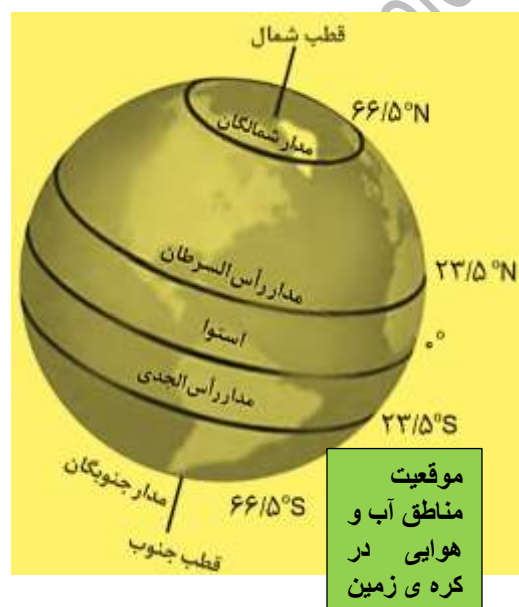 قطب شمال
۶۶/۵°N
مدار شمالگان
مدار رأس السرطان
۲۳/۵°N
استوا
۰°
مدار رأس الجدی
۲۳/۵°S
مدار جنوبگان
۶۶/۵°S
قطب جنوب
موقعیت
مناطق آب و
هوایی در
کره ی زمین